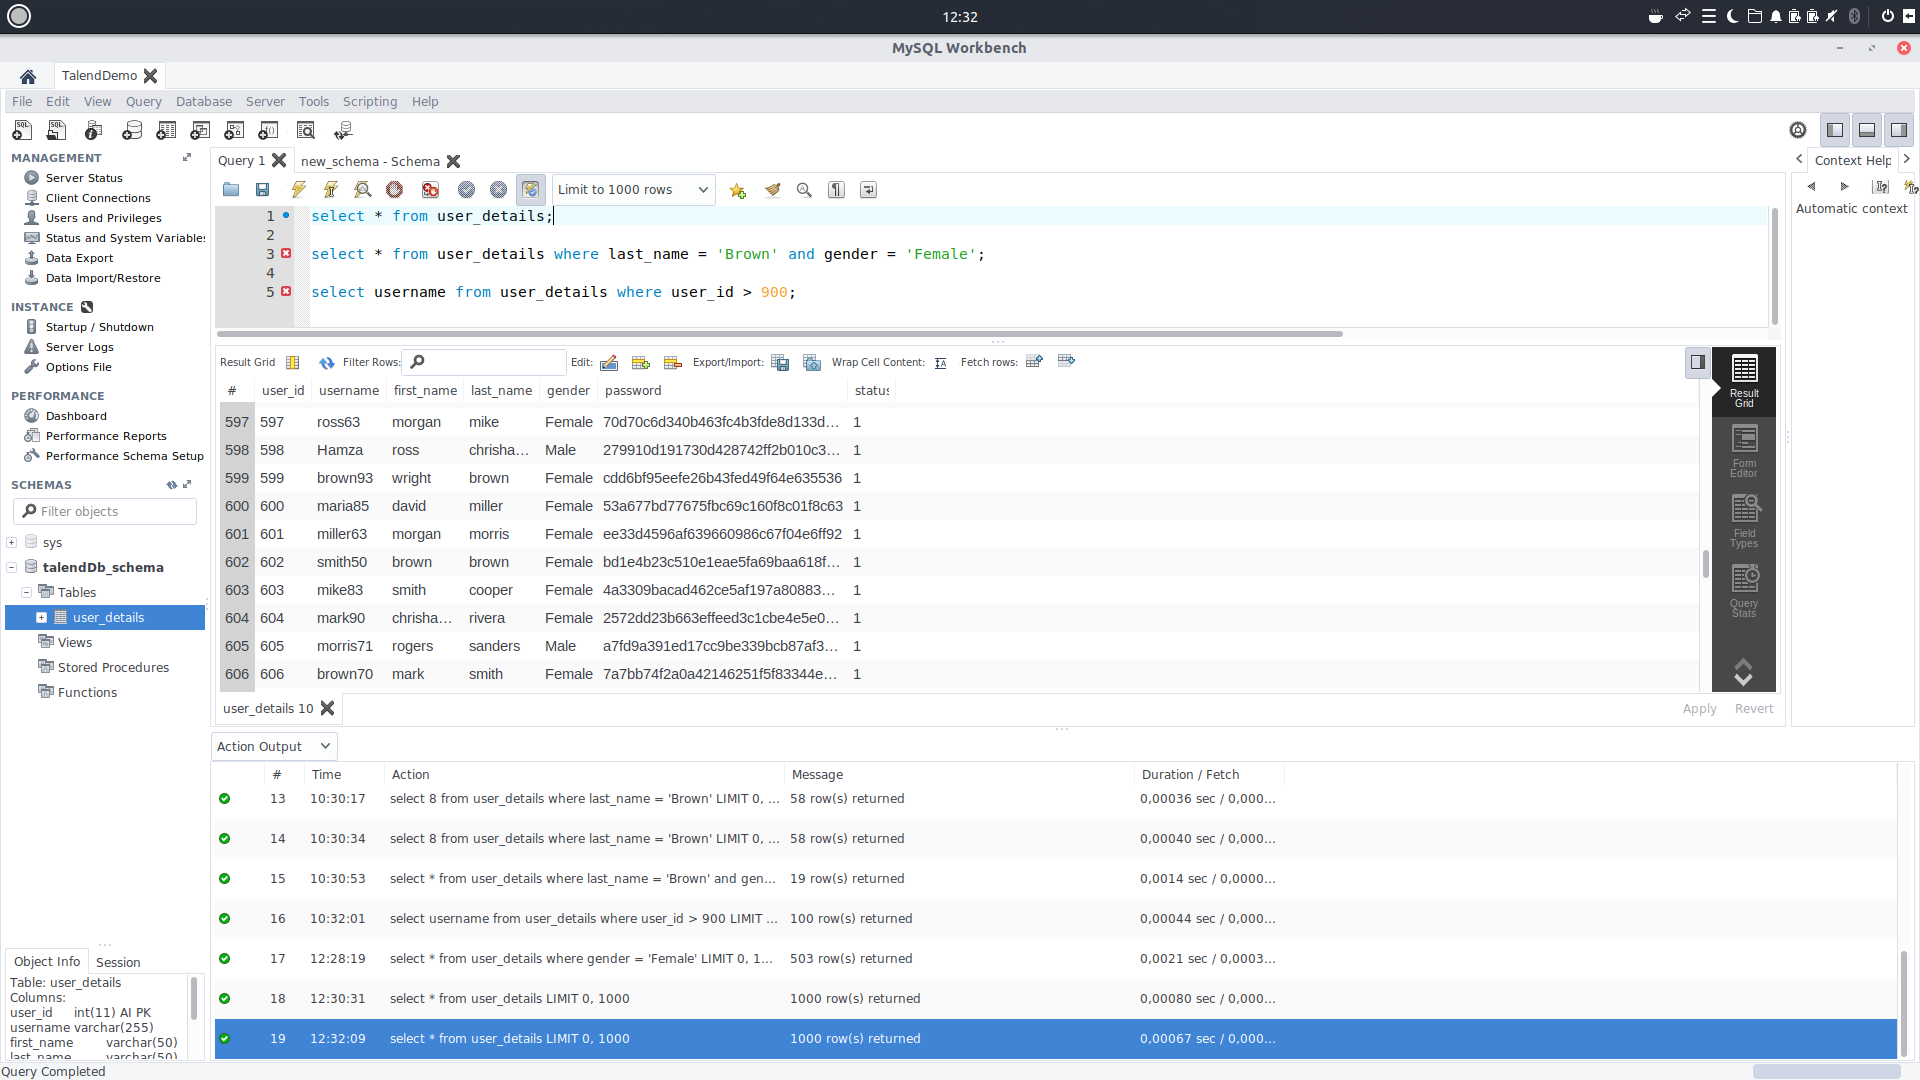 12:32
MySQL Workbench
TalendDemo
File Edit View Query Database Server Tools Scripting Help
MANAGEMENT
Server Status
Client Connections
Users and Privileges
Status and System Variables
Data Export
Data Import/Restore
INSTANCE
Startup / Shutdown
Server Logs
Options File
PERFORMANCE
Dashboard
Performance Reports
Performance Schema Setup
SCHEMAS
Filter objects
sys
talendDb_schema
Tables
user_details
Views
Stored Procedures
Functions
Object Info Session
Table: user_details
Columns:
user_id int(11) AI PK
username varchar(255)
first_name varchar(50)
last_name varchar(50)
Query Completed
Query 1 new_schema - Schema
Limit to 1000 rows
1 select * from user_details;
2
3 select * from user_details where last_name = 'Brown' and gender = 'Female';
4
5 select username from user_details where user_id > 900;
Result Grid Filter Rows: Edit: Export/Import: Wrap Cell Content: Fetch rows:
# user_id username first_name last_name gender password status
597 597 ross63 morgan mike Female 70d70c6d340b463fc4b3fde8d133d... 1
598 598 Hamza ross chrisha... Male 279910d191730d428742ff2b010c3... 1
599 599 brown93 wright brown Female cdd6bf95eefe26b43fed49f64e635536 1
600 600 maria85 david miller Female 53a677bd77675fbc69c160f8c01f8c63 1
601 601 miller63 morgan morris Female ee33d4596af639660986c67f04e6ff92 1
602 602 smith50 brown brown Female bd1e4b23c510e1eae5fa69baa618f... 1
603 603 mike83 smith cooper Female 4a3309bacad462ce5af197a80883... 1
604 604 mark90 chrisha... rivera Female 2572dd23b663effeed3c1cbe4e5e0... 1
605 605 morris71 rogers sanders Male a7fd9a391ed17cc9be339bcb87af3... 1
606 606 brown70 mark smith Female 7a7bb74f2a0a42146251f5f83344e... 1
Result
Grid
Form
Editor
Field
Types
Query
Stats
user_details 10
Apply Revert
Context Help
Automatic context
Action Output
# Time Action Message Duration / Fetch
13 10:30:17 select 8 from user_details where last_name = 'Brown' LIMIT 0, ... 58 row(s) returned 0,00036 sec / 0,000...
14 10:30:34 select 8 from user_details where last_name = 'Brown' LIMIT 0, ... 58 row(s) returned 0,00040 sec / 0,000...
15 10:30:53 select * from user_details where last_name = 'Brown' and gen... 19 row(s) returned 0,0014 sec / 0,0000...
16 10:32:01 select username from user_details where user_id > 900 LIMIT ... 100 row(s) returned 0,00044 sec / 0,000...
17 12:28:19 select * from user_details where gender = 'Female' LIMIT 0, 1... 503 row(s) returned 0,0021 sec / 0,0003...
18 12:30:31 select * from user_details LIMIT 0, 1000 1000 row(s) returned 0,00080 sec / 0,000...
19 12:32:09 select * from user_details LIMIT 0, 1000 1000 row(s) returned 0,00067 sec / 0,000...